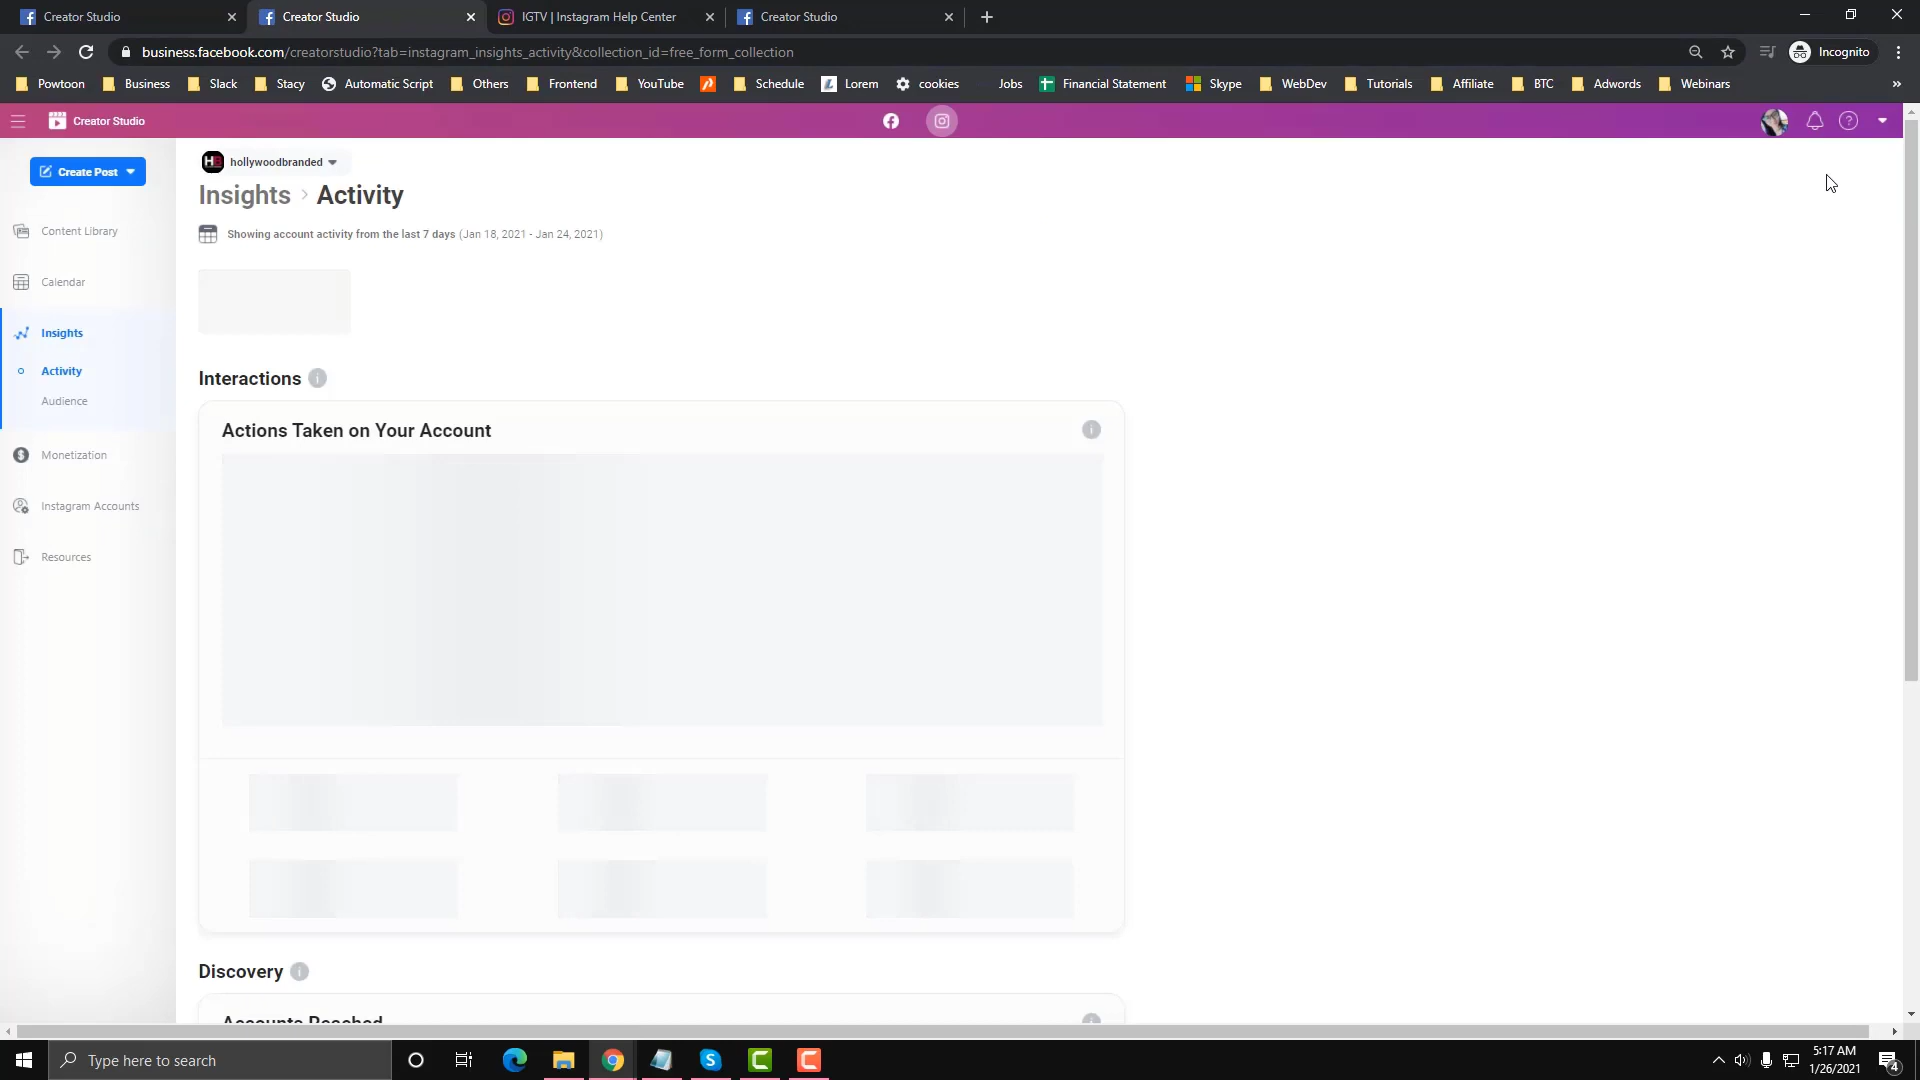 Creator Studio
Creator Studio
IGTV | Instagram Help Center
Creator Studio
business.facebook.com/creatorstudio?tab=instagram_insights_activity&collection_id=free_form_collection
Incognito
Powtoon
Business
Slack
Stacy
Automatic Script
Others
Frontend
YouTube
Schedule
Lorem
cookies
Jobs
Financial Statement
Skype
WebDev
Tutorials
Affiliate
BTC
Adwords
Webinars
Creator Studio
HB hollywoodbranded
Create Post
Insights > Activity
Showing account activity from the last 7 days (Jan 18, 2021 - Jan 24, 2021)
Content Library
Calendar
Insights
Activity
Audience
Monetization
Instagram Accounts
Resources
Interactions
Actions Taken on Your Account
Discovery
Accounts Reached
Type here to search
5:17 AM
1/26/2021
4